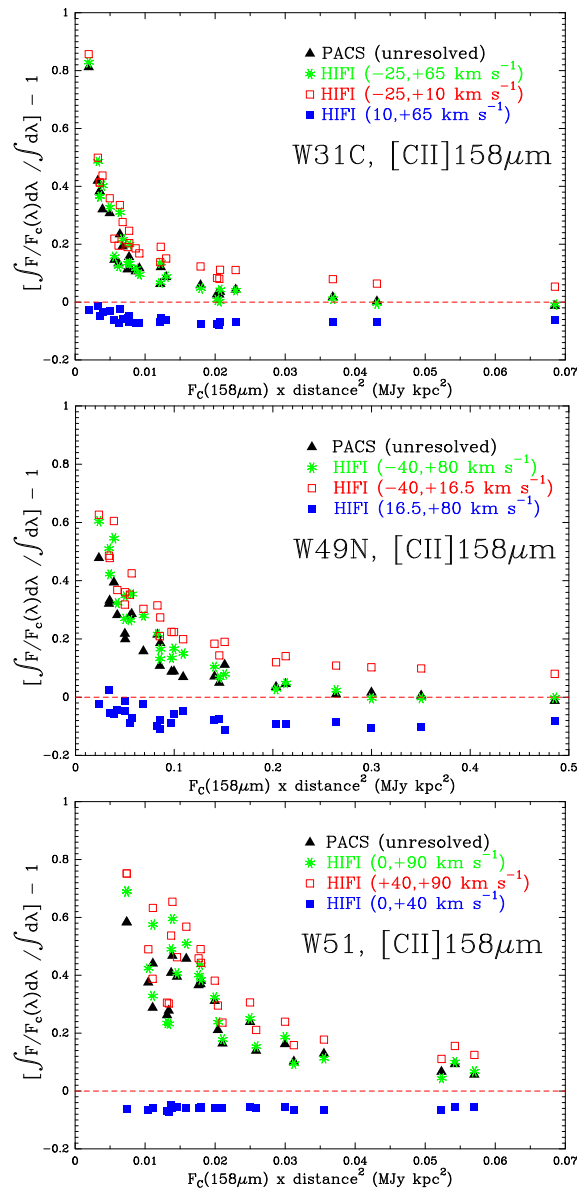 [∫F/F_c(λ)dλ /∫dλ] − 1
1
0.8
0.6
0.4
0.2
0
−0.2
▲ PACS (unresolved)
✳ HIFI (−25,+65 km s⁻¹)
□ HIFI (−25,+10 km s⁻¹)
■ HIFI (10,+65 km s⁻¹)
W31C, [CII]158μm
0 0.01 0.02 0.03 0.04 0.05 0.06 0.07
F_C(158μm) x distance² (MJy kpc²)
[∫F/F_c(λ)dλ /∫dλ] − 1
1
0.8
0.6
0.4
0.2
0
−0.2
▲ PACS (unresolved)
✳ HIFI (−40,+80 km s⁻¹)
□ HIFI (−40,+16.5 km s⁻¹)
■ HIFI (16.5,+80 km s⁻¹)
W49N, [CII]158μm
0 0.1 0.2 0.3 0.4 0.5
F_C(158μm) x distance² (MJy kpc²)
[∫F/F_c(λ)dλ /∫dλ] − 1
1
0.8
0.6
0.4
0.2
0
−0.2
▲ PACS (unresolved)
✳ HIFI (0,+90 km s⁻¹)
□ HIFI (+40,+90 km s⁻¹)
■ HIFI (0,+40 km s⁻¹)
W51, [CII]158μm
0 0.01 0.02 0.03 0.04 0.05 0.06 0.07
F_C(158μm) x distance² (MJy kpc²)